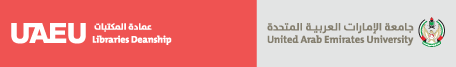 UAEU
عمادة المكتبات
Libraries Deanship
جامعة الإمارات العربية المتحدة
United Arab Emirates University